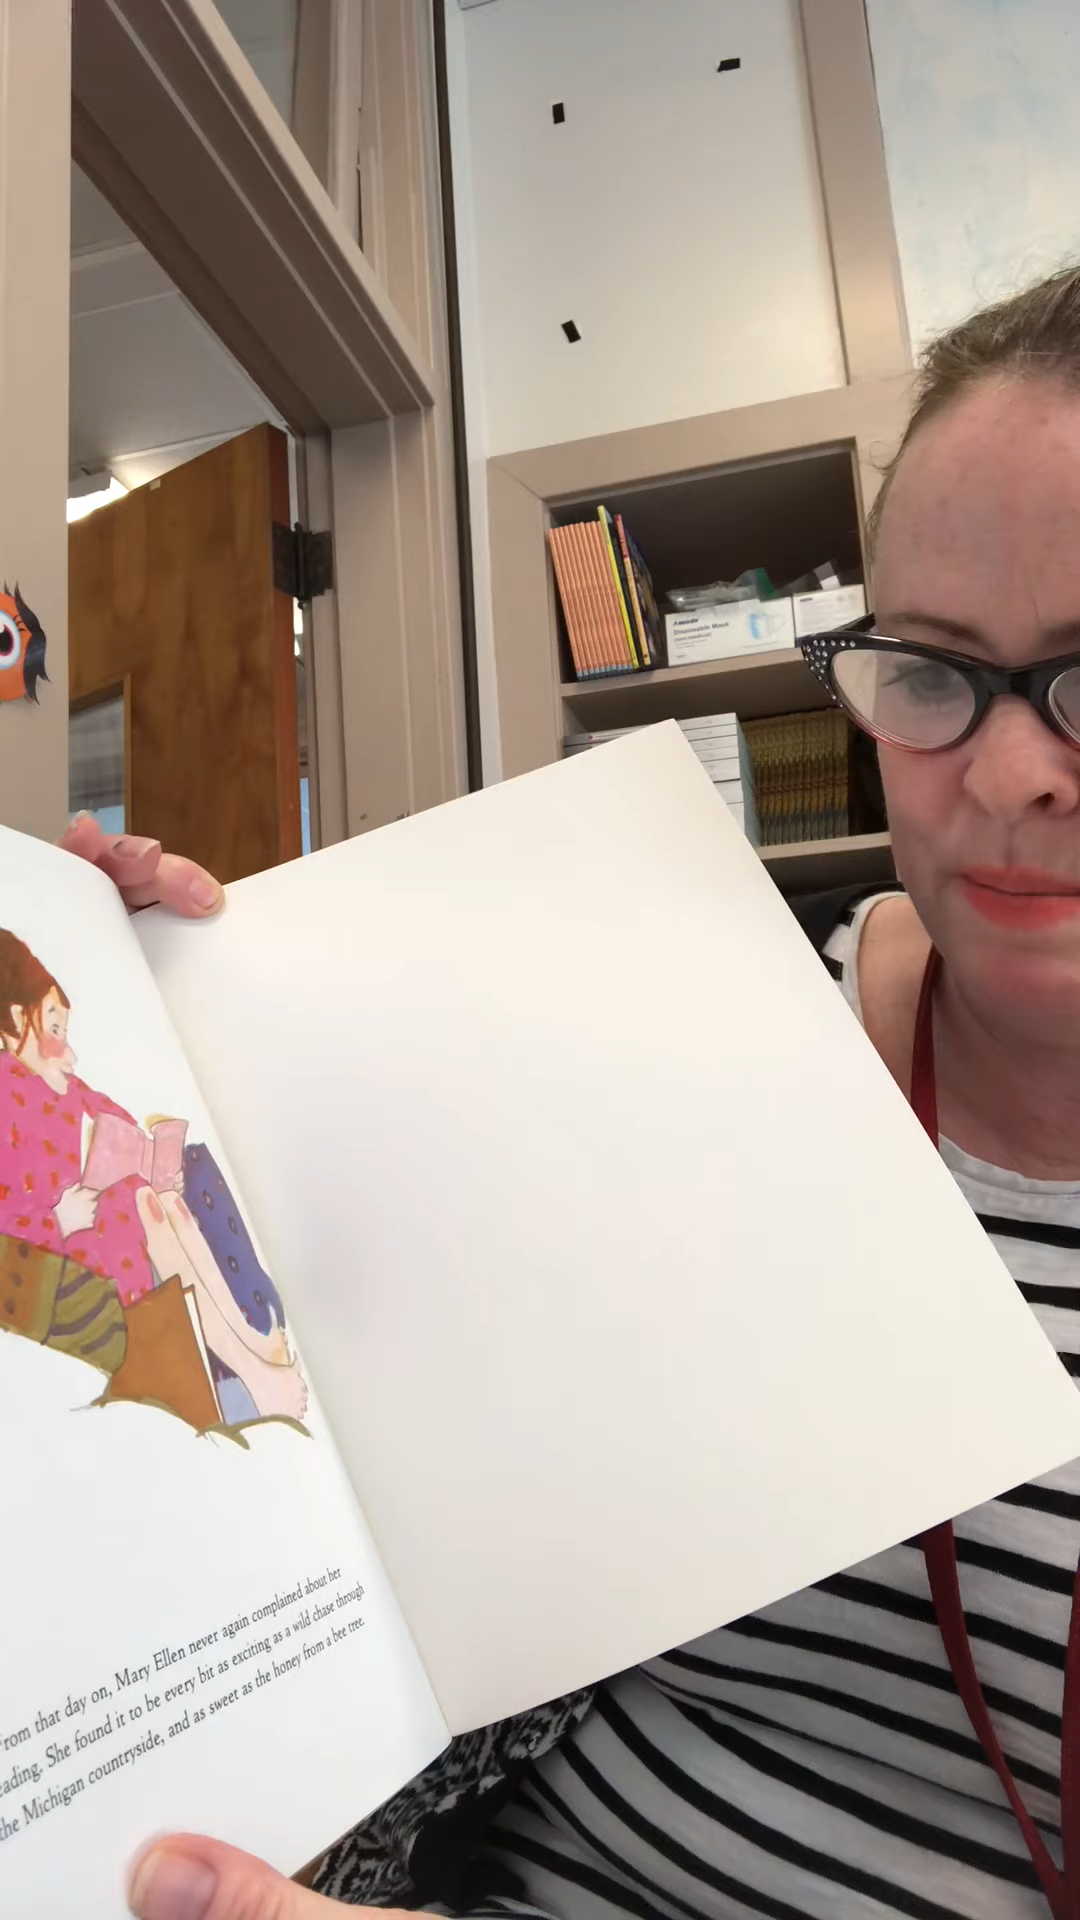 Disposable Mask
From that day on, Mary Ellen never again complained about her
reading. She found it to be every bit as exciting as a wild chase through
the Michigan countryside, and as sweet as the honey from a bee tree.